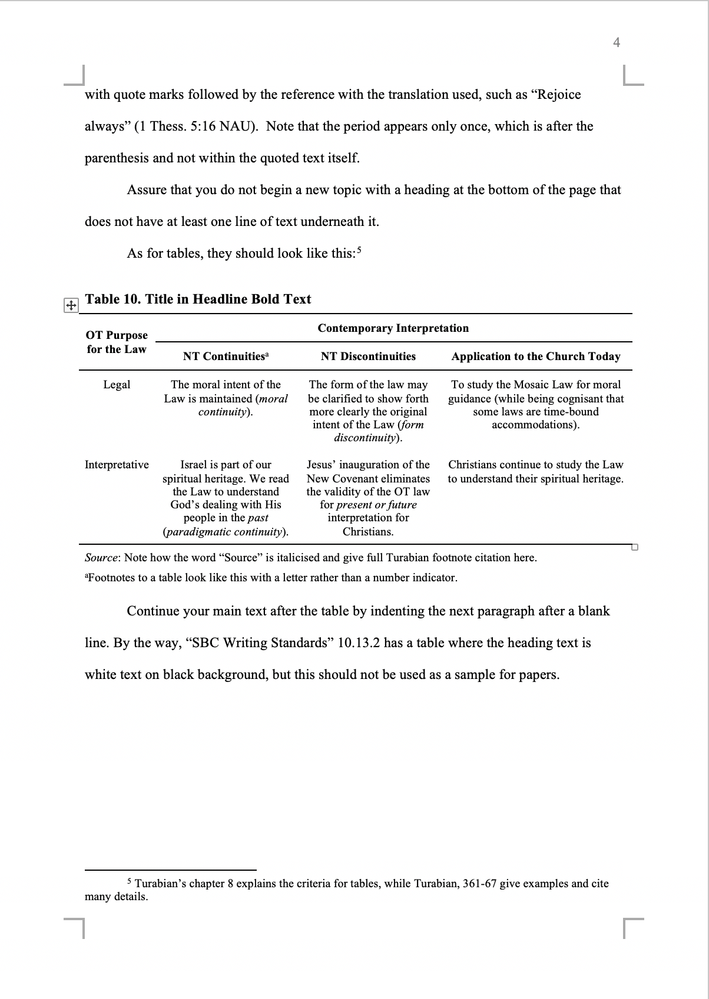 4
with quote marks followed by the reference with the translation used, such as “Rejoice
always” (1 Thess. 5:16 NAU).  Note that the period appears only once, which is after the
parenthesis and not within the quoted text itself.
Assure that you do not begin a new topic with a heading at the bottom of the page that
does not have at least one line of text underneath it.
As for tables, they should look like this:⁵
Table 10. Title in Headline Bold Text
OT Purpose
for the Law
Contemporary Interpretation
NT Continuitiesᵃ
NT Discontinuities
Application to the Church Today
Legal
The moral intent of the
Law is maintained (moral
continuity).
The form of the law may
be clarified to show forth
more clearly the original
intent of the Law (form
discontinuity).
To study the Mosaic Law for moral
guidance (while being cognisant that
some laws are time-bound
accommodations).
Interpretative
Israel is part of our
spiritual heritage. We read
the Law to understand
God’s dealing with His
people in the past
(paradigmatic continuity).
Jesus’ inauguration of the
New Covenant eliminates
the validity of the OT law
for present or future
interpretation for
Christians.
Christians continue to study the Law
to understand their spiritual heritage.
Source: Note how the word “Source” is italicised and give full Turabian footnote citation here.
ᵃFootnotes to a table look like this with a letter rather than a number indicator.
Continue your main text after the table by indenting the next paragraph after a blank
line. By the way, “SBC Writing Standards” 10.13.2 has a table where the heading text is
white text on black background, but this should not be used as a sample for papers.
⁵ Turabian’s chapter 8 explains the criteria for tables, while Turabian, 361-67 give examples and cite
many details.